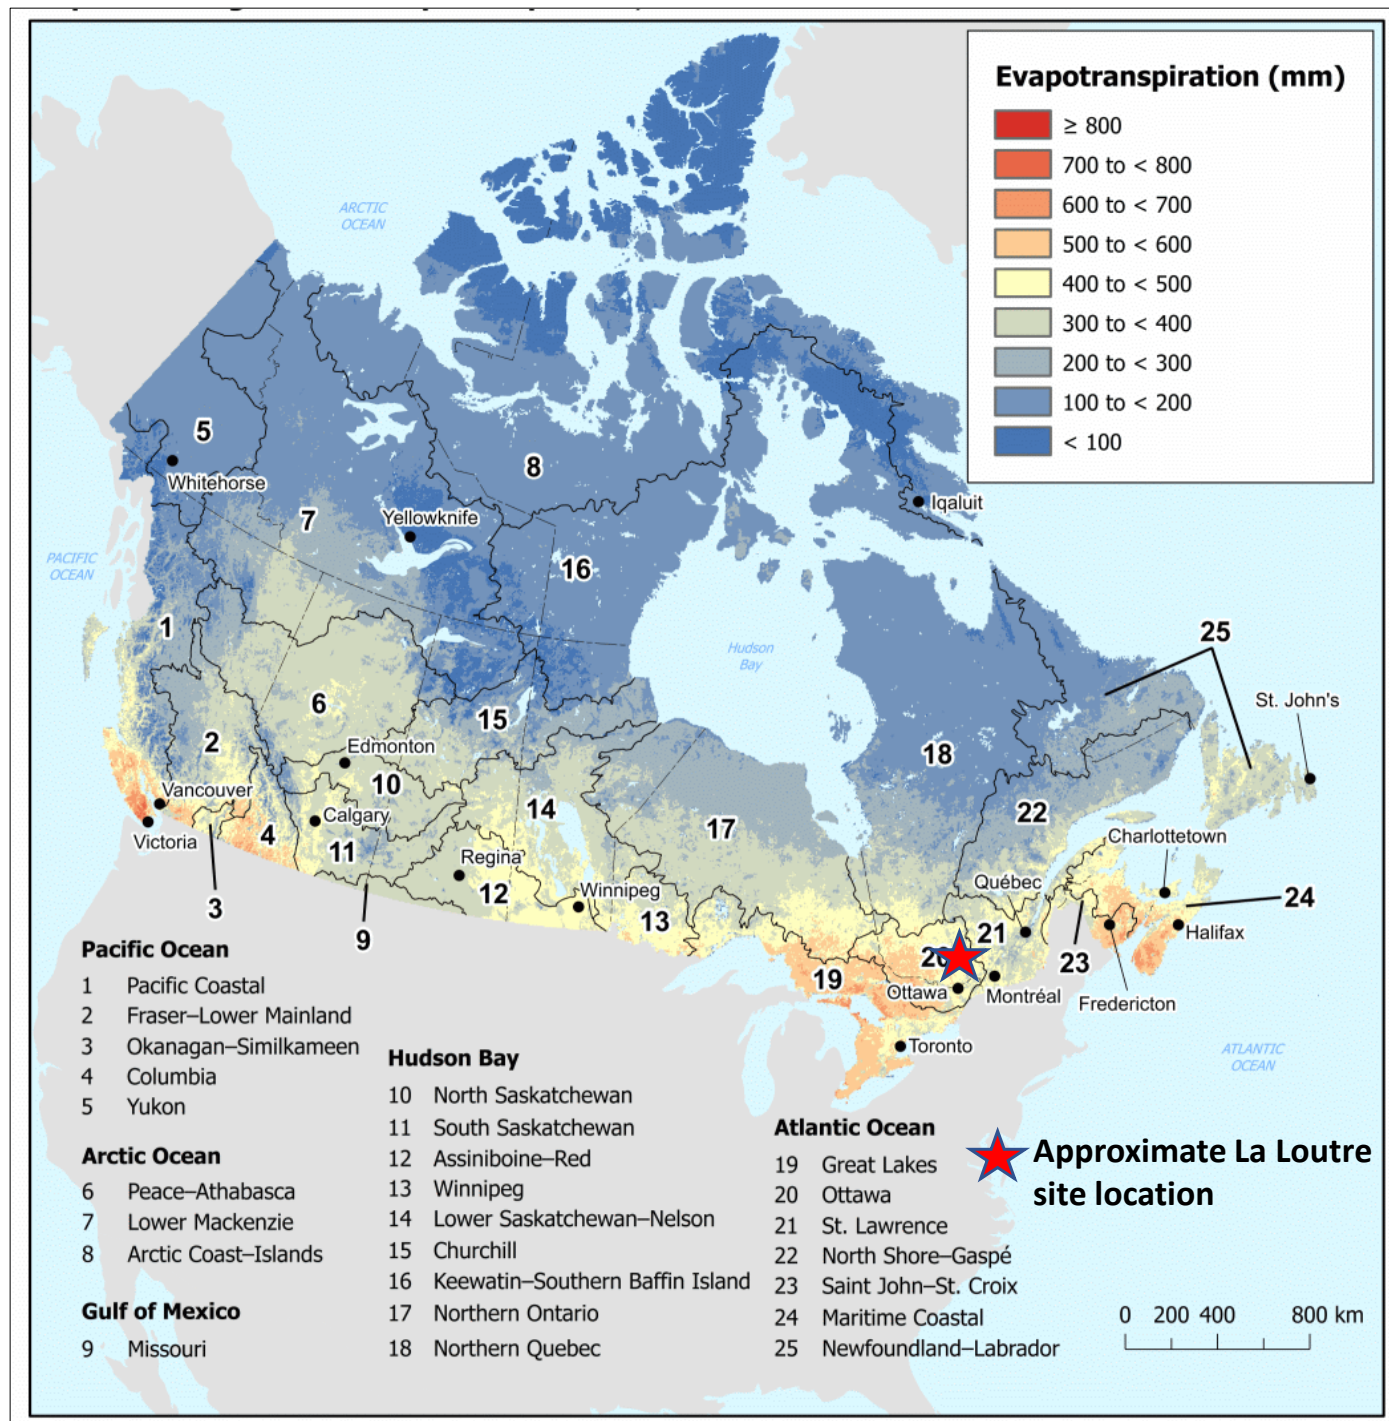 Evapotranspiration (mm)
≥ 800
700 to < 800
600 to < 700
500 to < 600
400 to < 500
300 to < 400
200 to < 300
100 to < 200
< 100
ARCTIC
OCEAN
5
Whitehorse
8
7
Yellowknife
Iqaluit
PACIFIC
OCEAN
16
1
Hudson
Bay
25
6
15
St. John's
2
Edmonton
18
10
Vancouver
14
22
Calgary
17
Charlottetown
Victoria
4
11
Regina
Québec
12
Winnipeg
24
3
13
21
Halifax
9
20
23
19
Ottawa
Montréal
Fredericton
Toronto
ATLANTIC
OCEAN
Pacific Ocean
1 Pacific Coastal
2 Fraser–Lower Mainland
3 Okanagan–Similkameen
4 Columbia
5 Yukon
Arctic Ocean
6 Peace–Athabasca
7 Lower Mackenzie
8 Arctic Coast–Islands
Gulf of Mexico
9 Missouri
Hudson Bay
10 North Saskatchewan
11 South Saskatchewan
12 Assiniboine–Red
13 Winnipeg
14 Lower Saskatchewan–Nelson
15 Churchill
16 Keewatin–Southern Baffin Island
17 Northern Ontario
18 Northern Quebec
Atlantic Ocean
19 Great Lakes
20 Ottawa
21 St. Lawrence
22 North Shore–Gaspé
23 Saint John–St. Croix
24 Maritime Coastal
25 Newfoundland–Labrador
Approximate La Loutre
site location
0 200 400 800 km